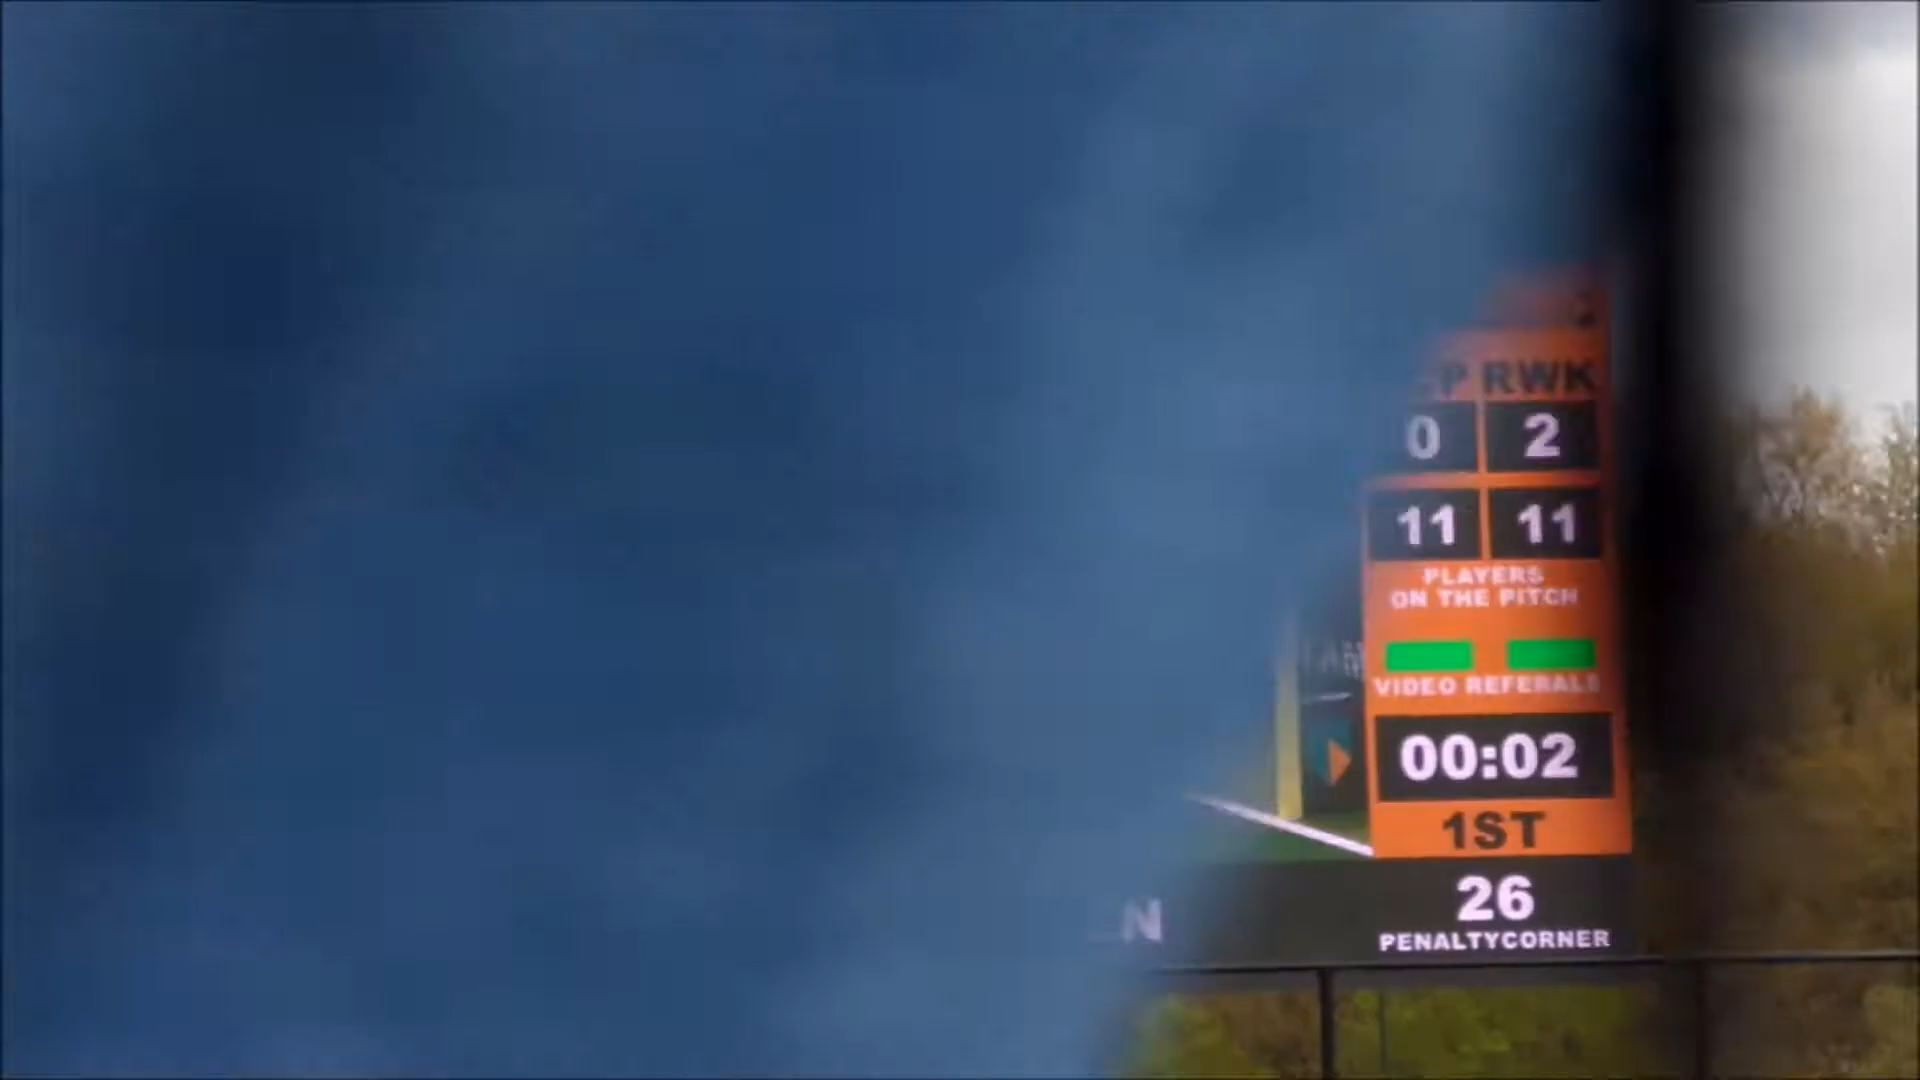 RWK
0 2
11 11
PLAYERS
ON THE PITCH
VIDEO REFERALS
00:02
1ST
26
PENALTYCORNER
N